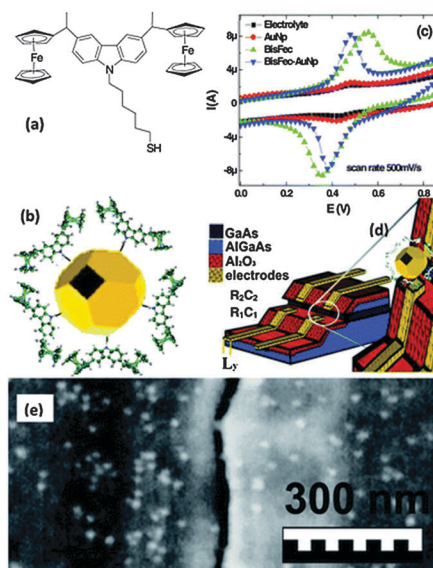 Fe
Fe
N
SH
(a)
(c)
Electrolyte
AuNp
BisFec
BisFec-AuNp
8µ
4µ
0
-4µ
-8µ
I(A)
scan rate 500mV/s
0.0
0.2
0.4
0.6
0.8
E (V)
(b)
(d)
GaAs
AlGaAs
Al₂O₃
electrodes
R₂C₂
R₁C₁
Ly
(e)
300 nm